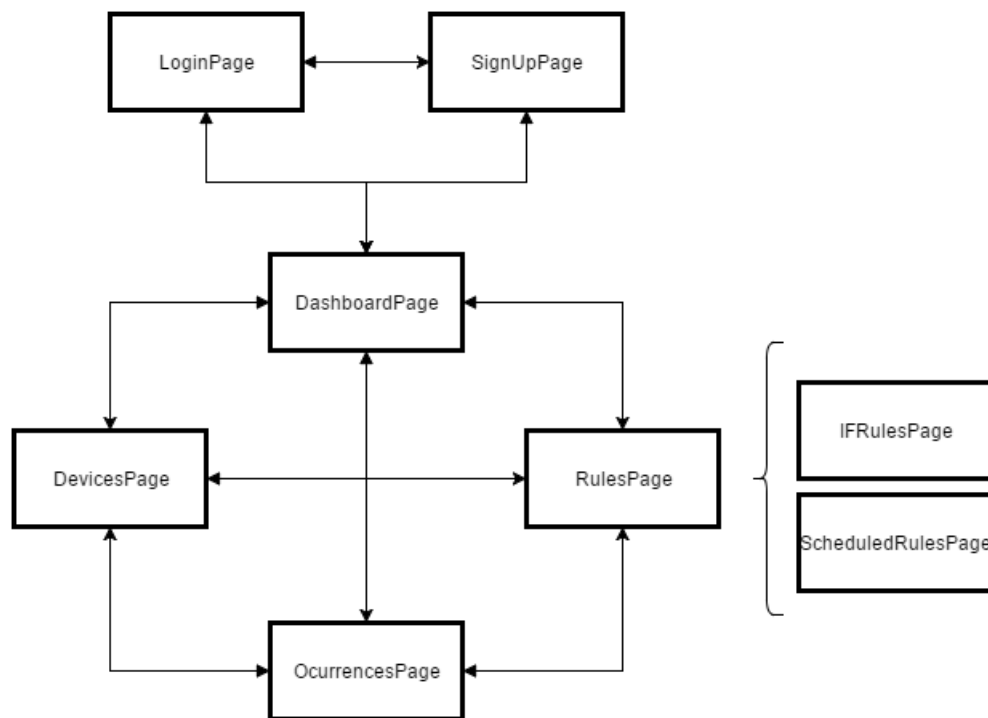 LoginPage
SignUpPage
DashboardPage
DevicesPage
RulesPage
IFRulesPage
ScheduledRulesPage
OcurrencesPage